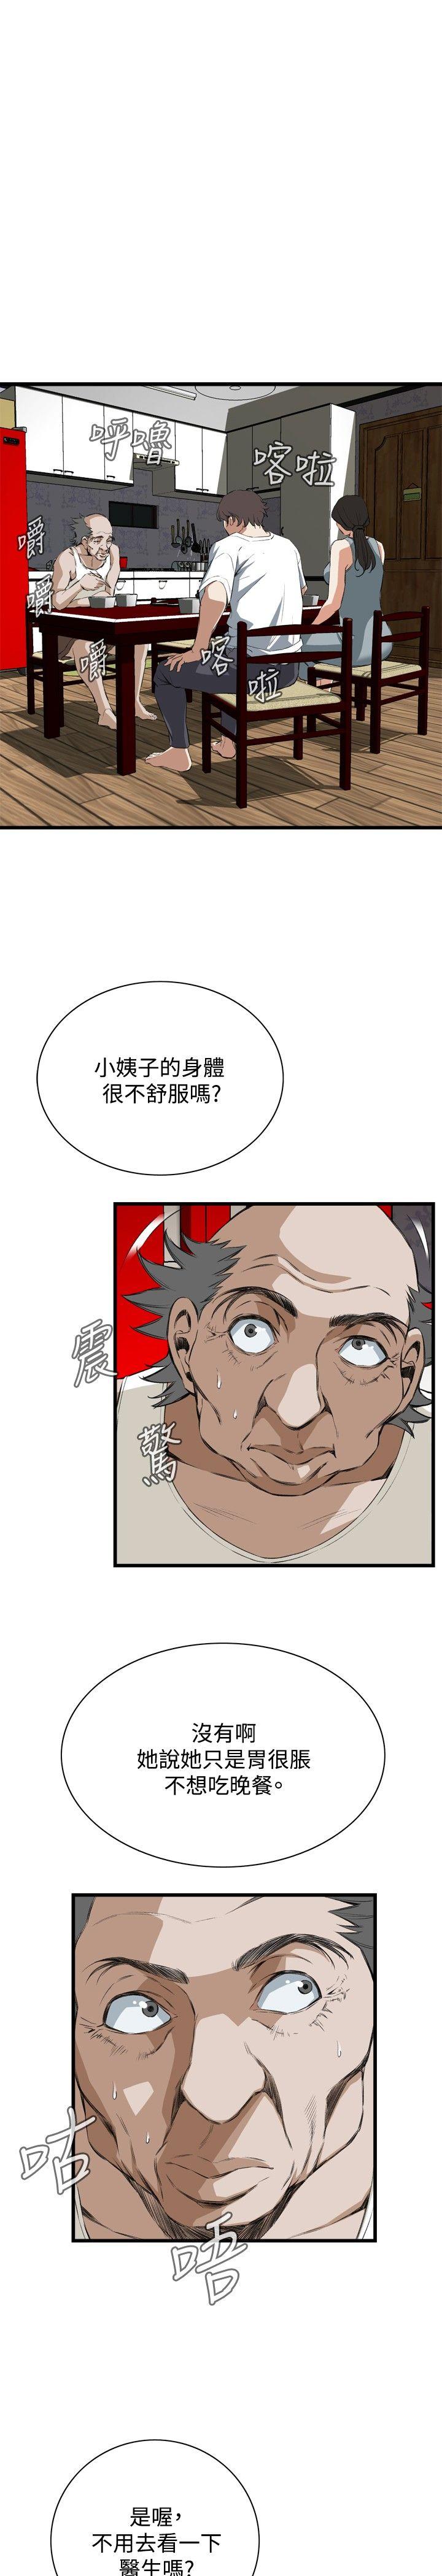 呼嚕
喀啦
嚼
嚼
嚼
喀
啦
小姨子的身體
很不舒服嗎?
震
驚
沒有啊
她說她只是胃很脹
不想吃晚餐。
咕
唔
是喔,
不用去看一下
醫生嗎?